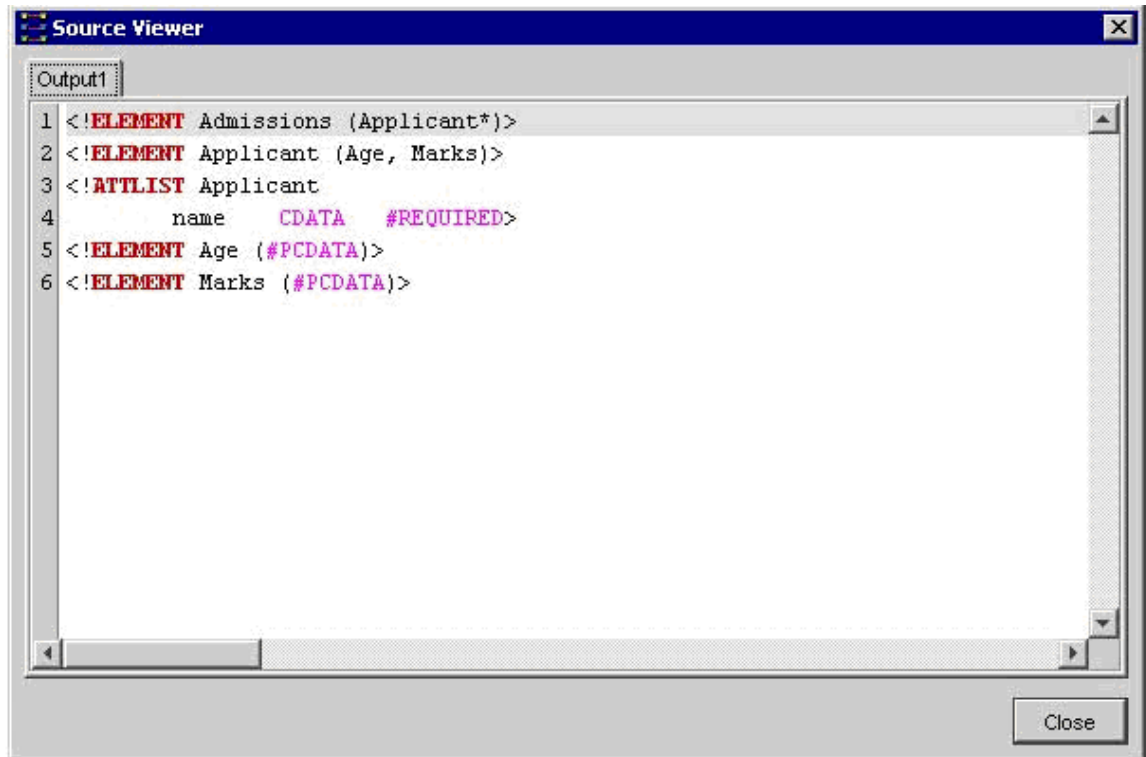 Source Viewer
Output1
1 <!ELEMENT Admissions (Applicant*)>
2 <!ELEMENT Applicant (Age, Marks)>
3 <!ATTLIST Applicant
4         name    CDATA   #REQUIRED>
5 <!ELEMENT Age (#PCDATA)>
6 <!ELEMENT Marks (#PCDATA)>
Close